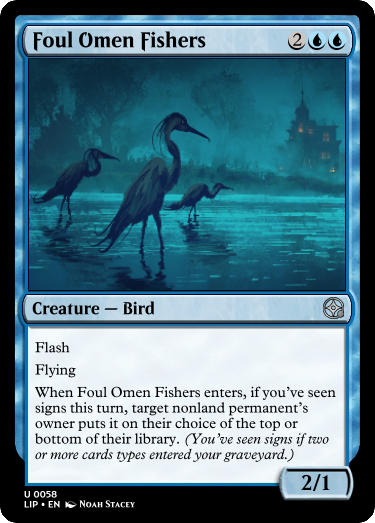 Foul Omen Fishers 2
Creature — Bird
Flash
Flying
When Foul Omen Fishers enters, if you've seen
signs this turn, target nonland permanent's
owner puts it on their choice of the top or
bottom of their library. (You've seen signs if two
or more cards types entered your graveyard.)
2/1
U 0058
LIP • EN Noah Stacey